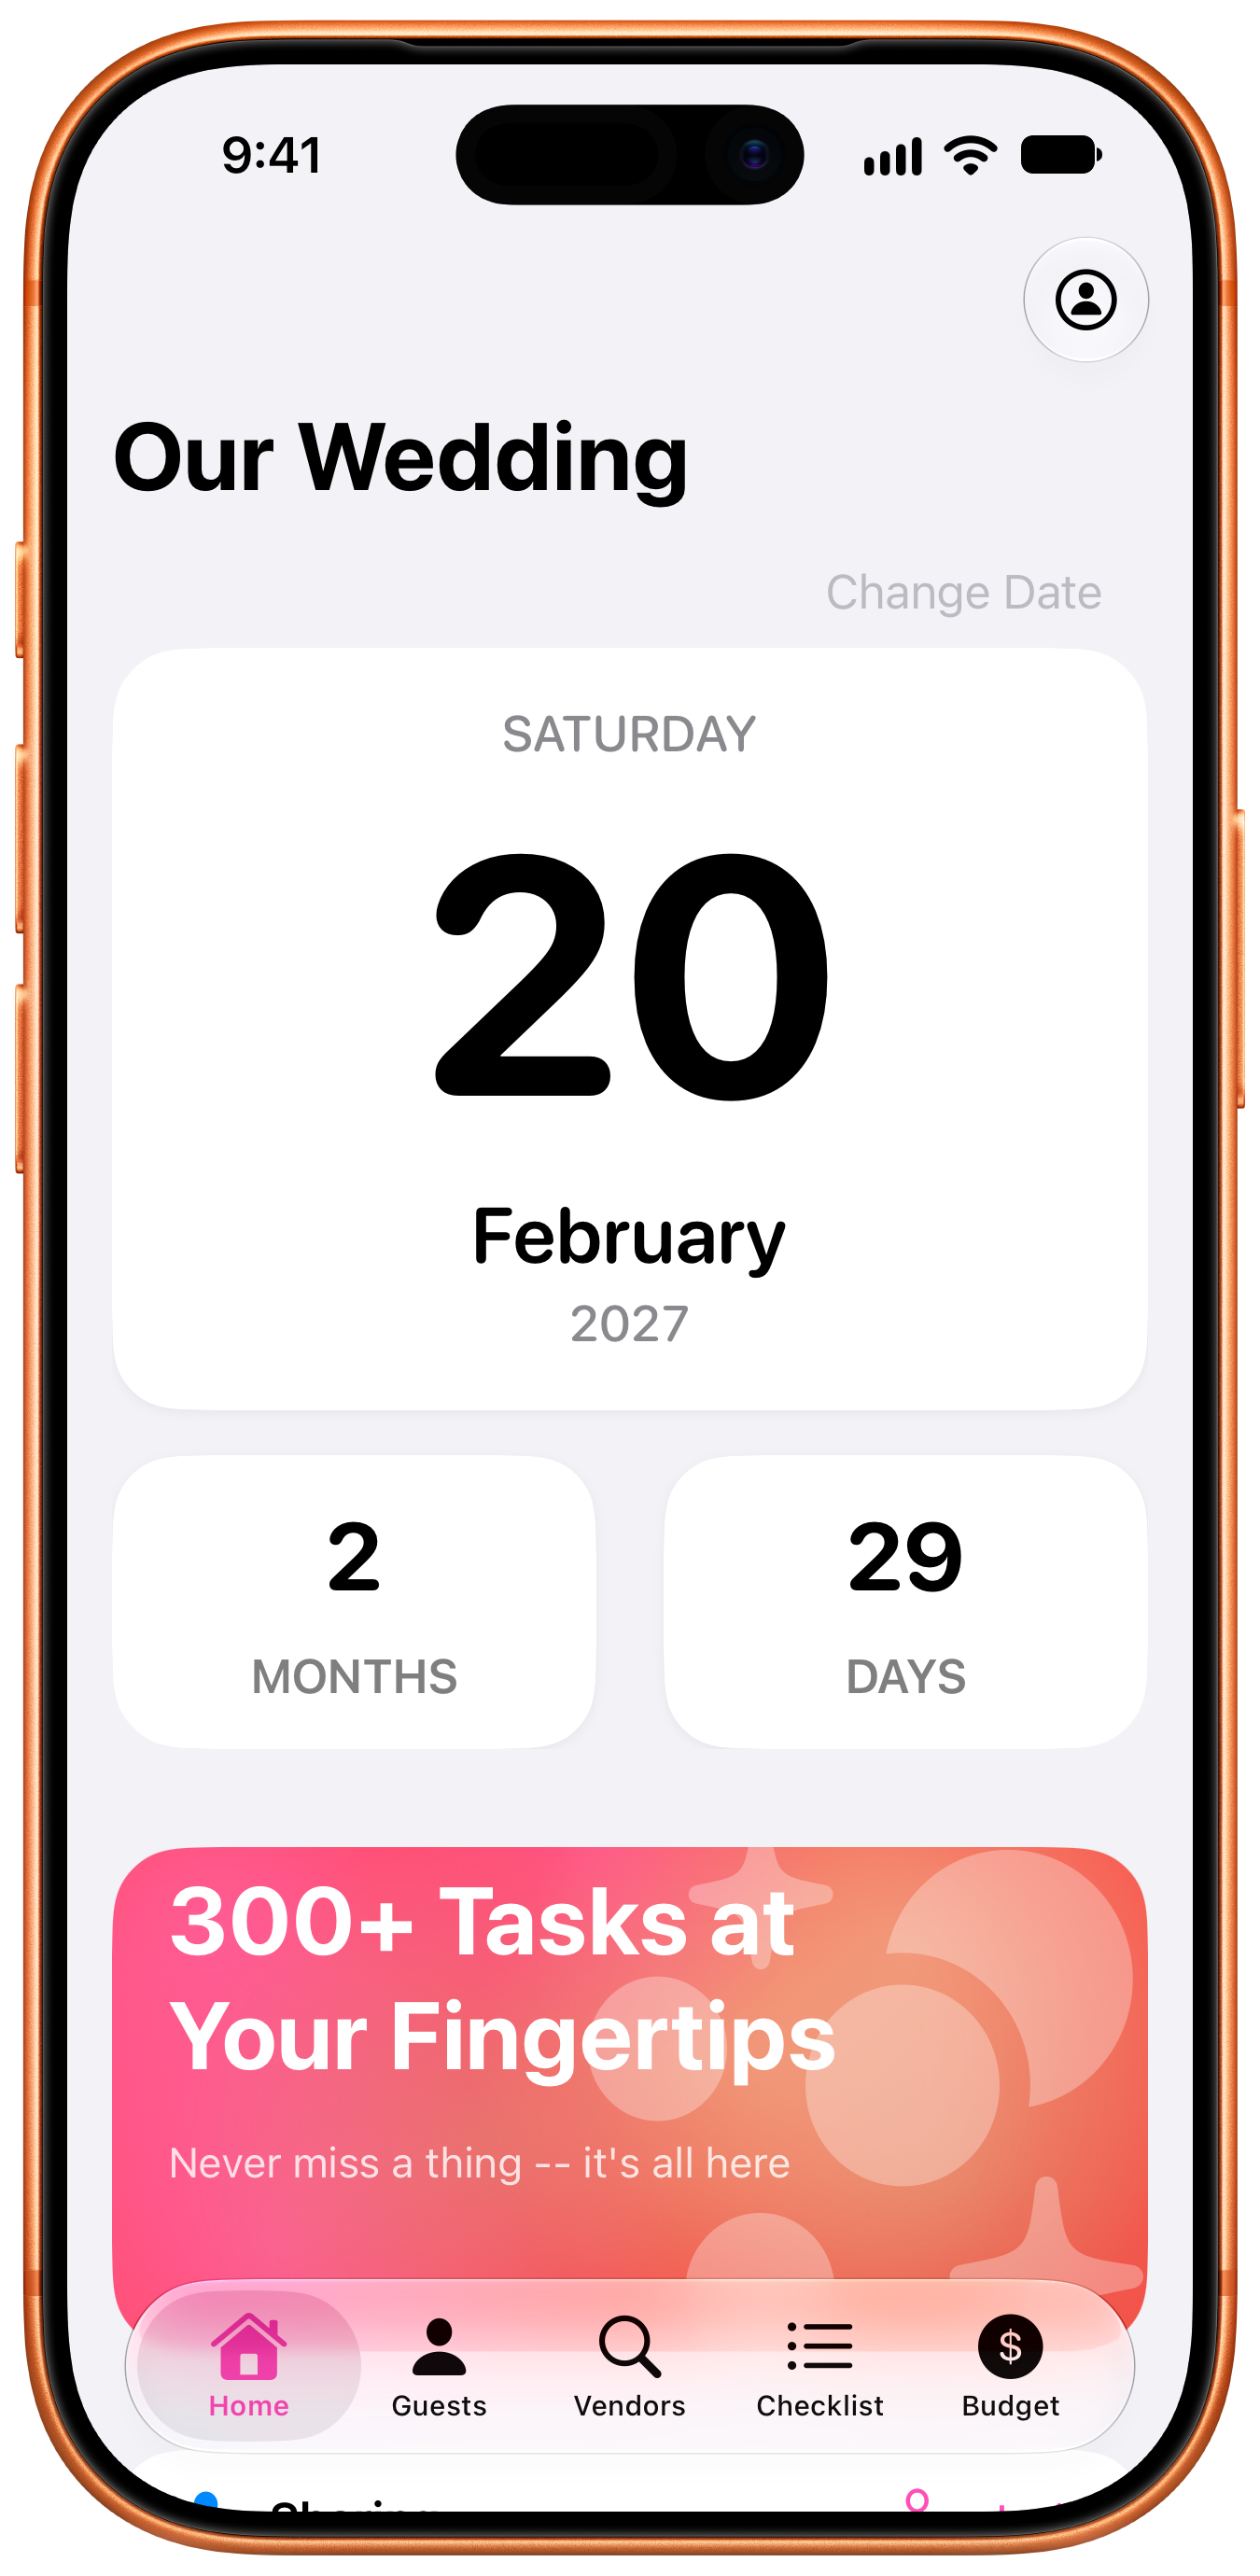 9:41
Our Wedding
Change Date
SATURDAY
20
February
2027
2
MONTHS
29
DAYS
300+ Tasks at
Your Fingertips
Never miss a thing -- it's all here
$
Home
Guests
Vendors
Checklist
Budget